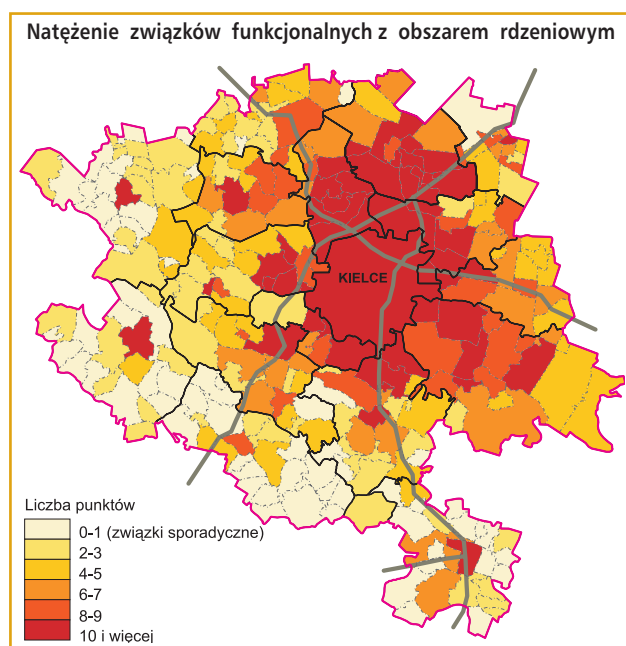 Natężenie związków funkcjonalnych z obszarem rdzeniowym
KIELCE
Liczba punktów
0-1 (związki sporadyczne)
2-3
4-5
6-7
8-9
10 i więcej